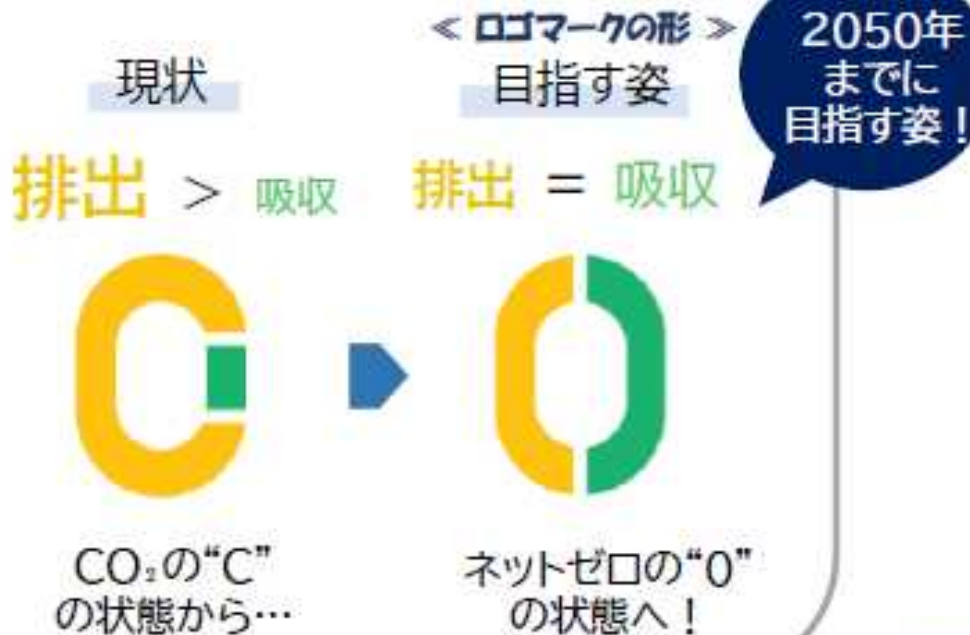 ≪ ロゴマークの形 ≫
2050年
までに
目指す姿！
現状
目指す姿
排出 > 吸収
排出 = 吸収
CO₂の“C”
の状態から…
ネットゼロの“0”
の状態へ！